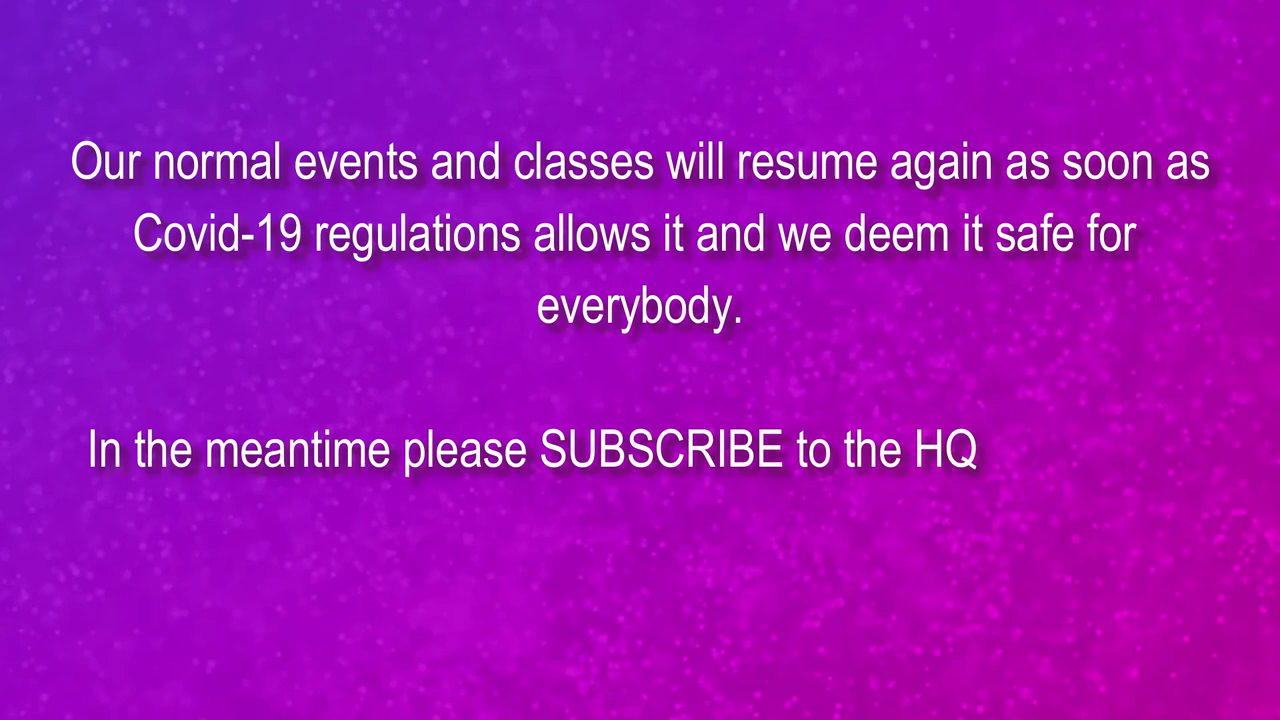 Our normal events and classes will resume again as soon as
Covid-19 regulations allows it and we deem it safe for
everybody.
In the meantime please SUBSCRIBE to the HQ